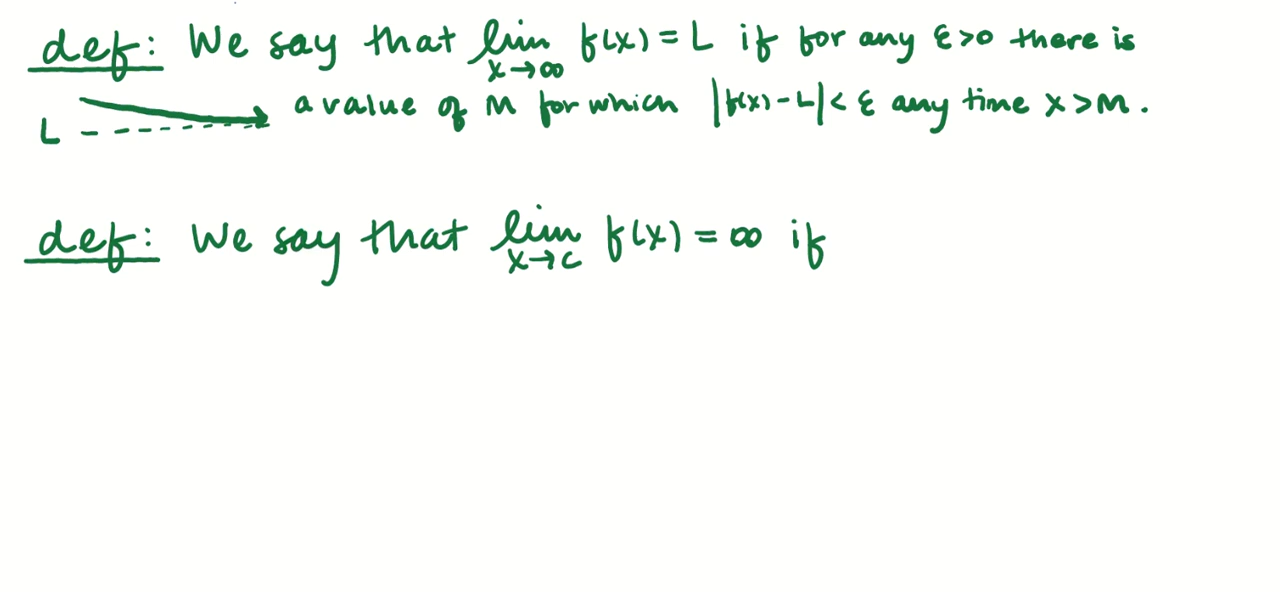 def: We say that lim x→∞ f(x) = L if for any ε>0 there is
a value of M for which |f(x) - L| < ε any time x > M.
L
def: We say that lim x→c f(x) = ∞ if